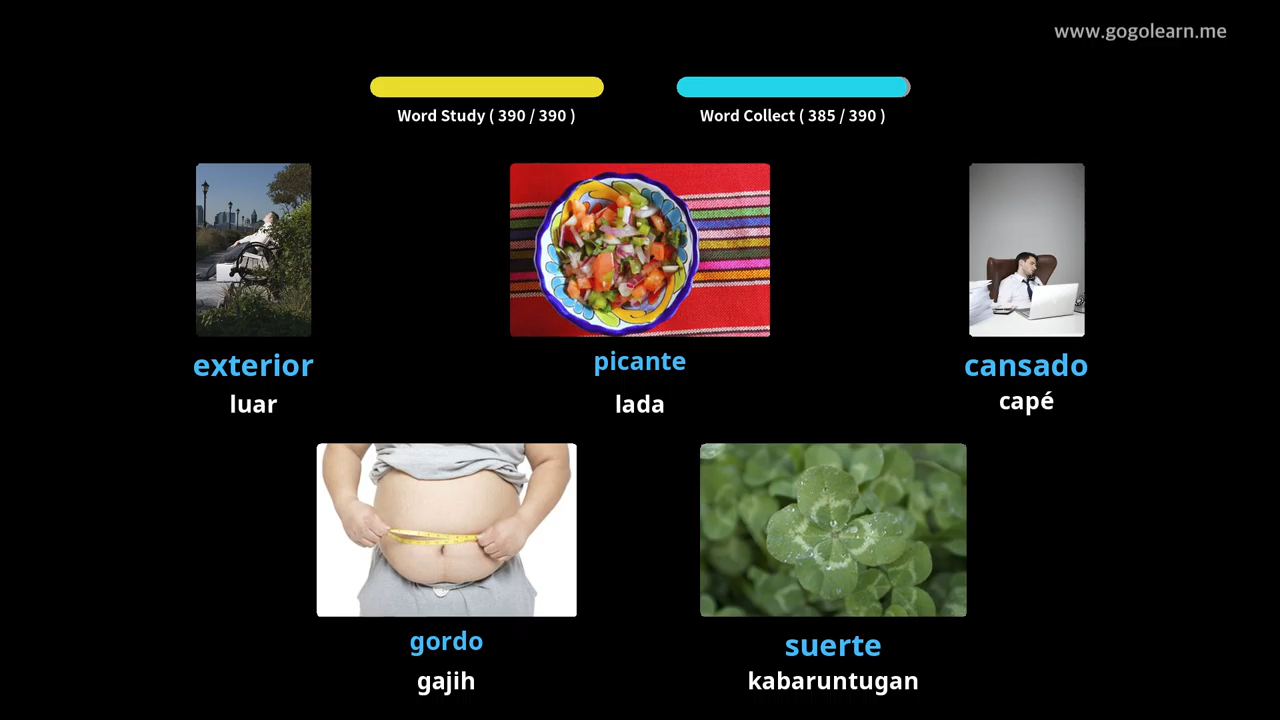 www.gogolearn.me
Word Study ( 390 / 390 )
Word Collect ( 385 / 390 )
exterior
luar
picante
lada
cansado
capé
gordo
gajih
suerte
kabaruntugan